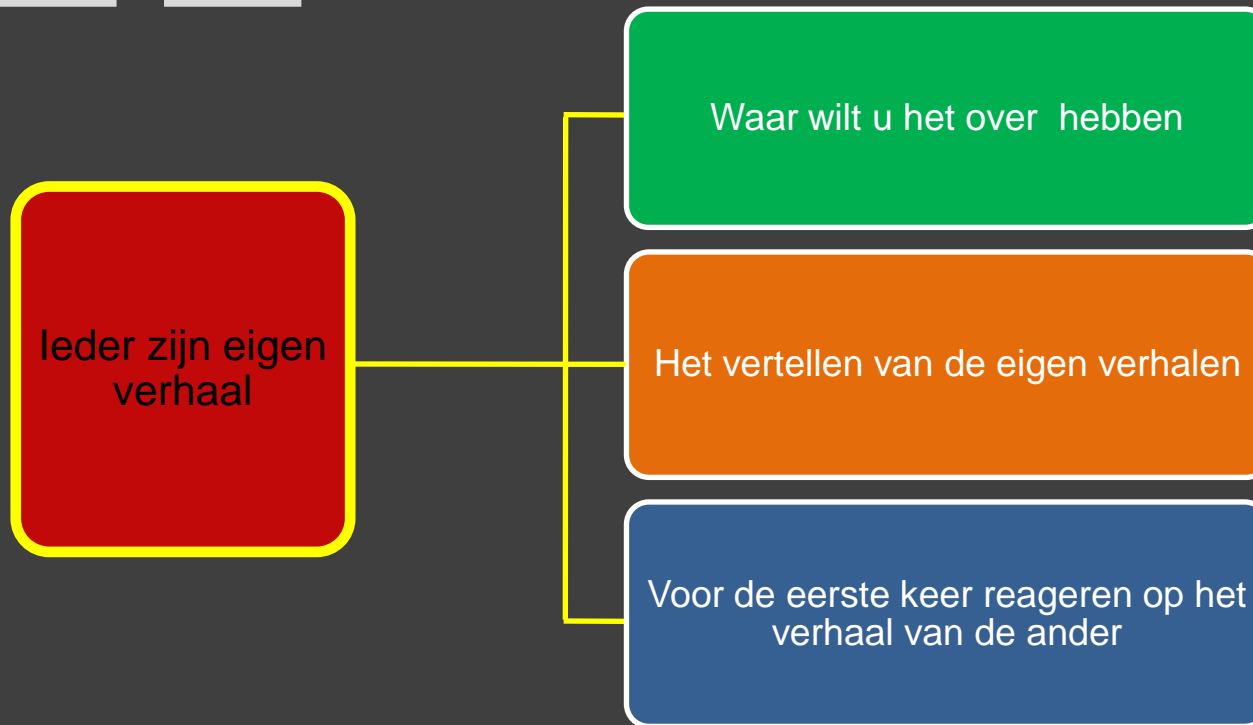 Waar wilt u het over  hebben
Ieder zijn eigen
verhaal
Het vertellen van de eigen verhalen
Voor de eerste keer reageren op het
verhaal van de ander